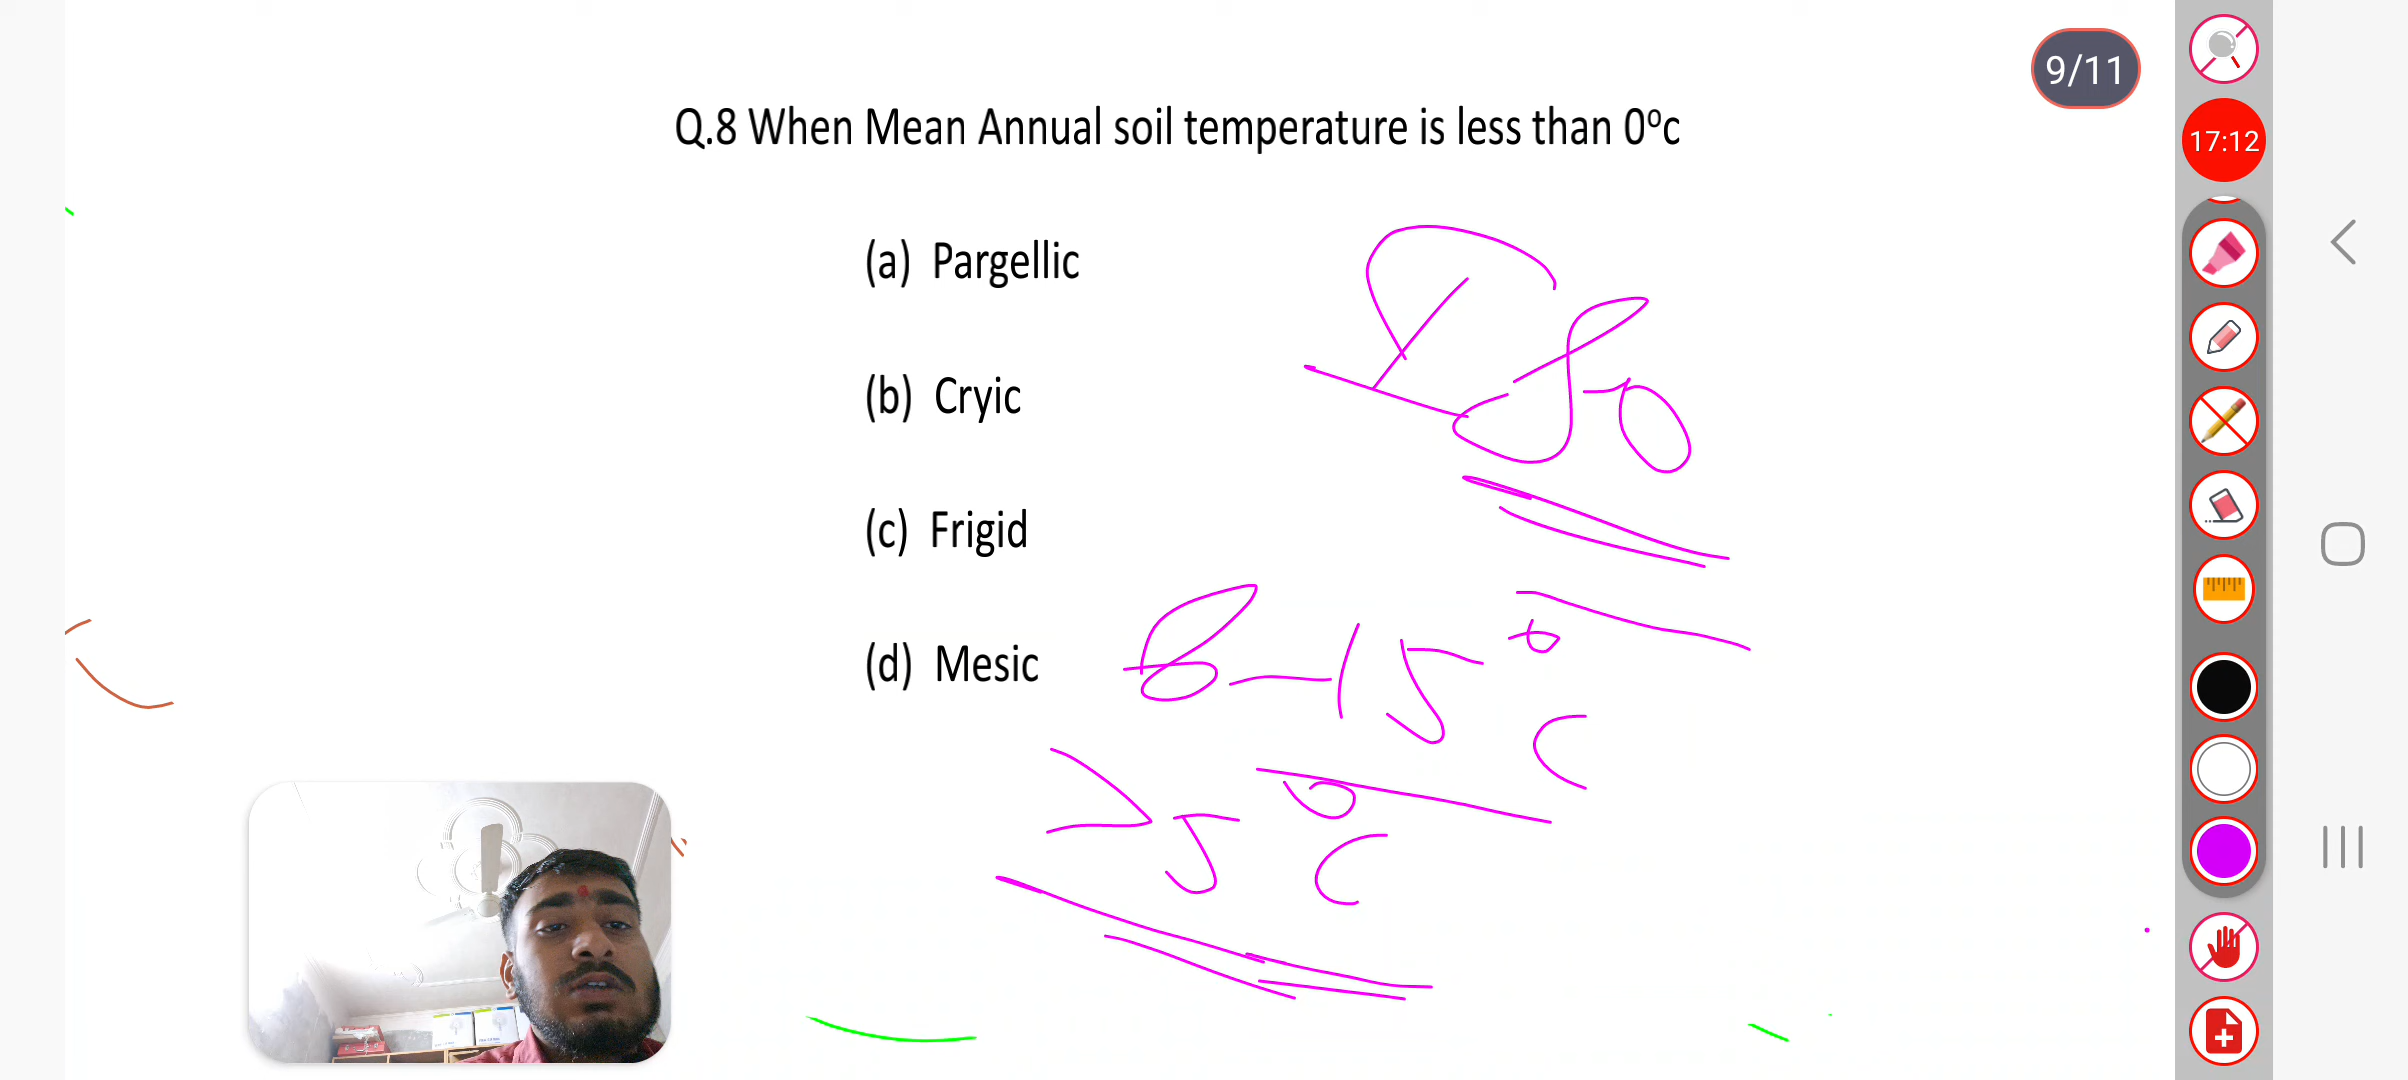 9/11
Q.8 When Mean Annual soil temperature is less than 0ºc
17:12
(a) Pargellic
(b) Cryic
(c) Frigid
(d) Mesic
8-15° C
>5° C